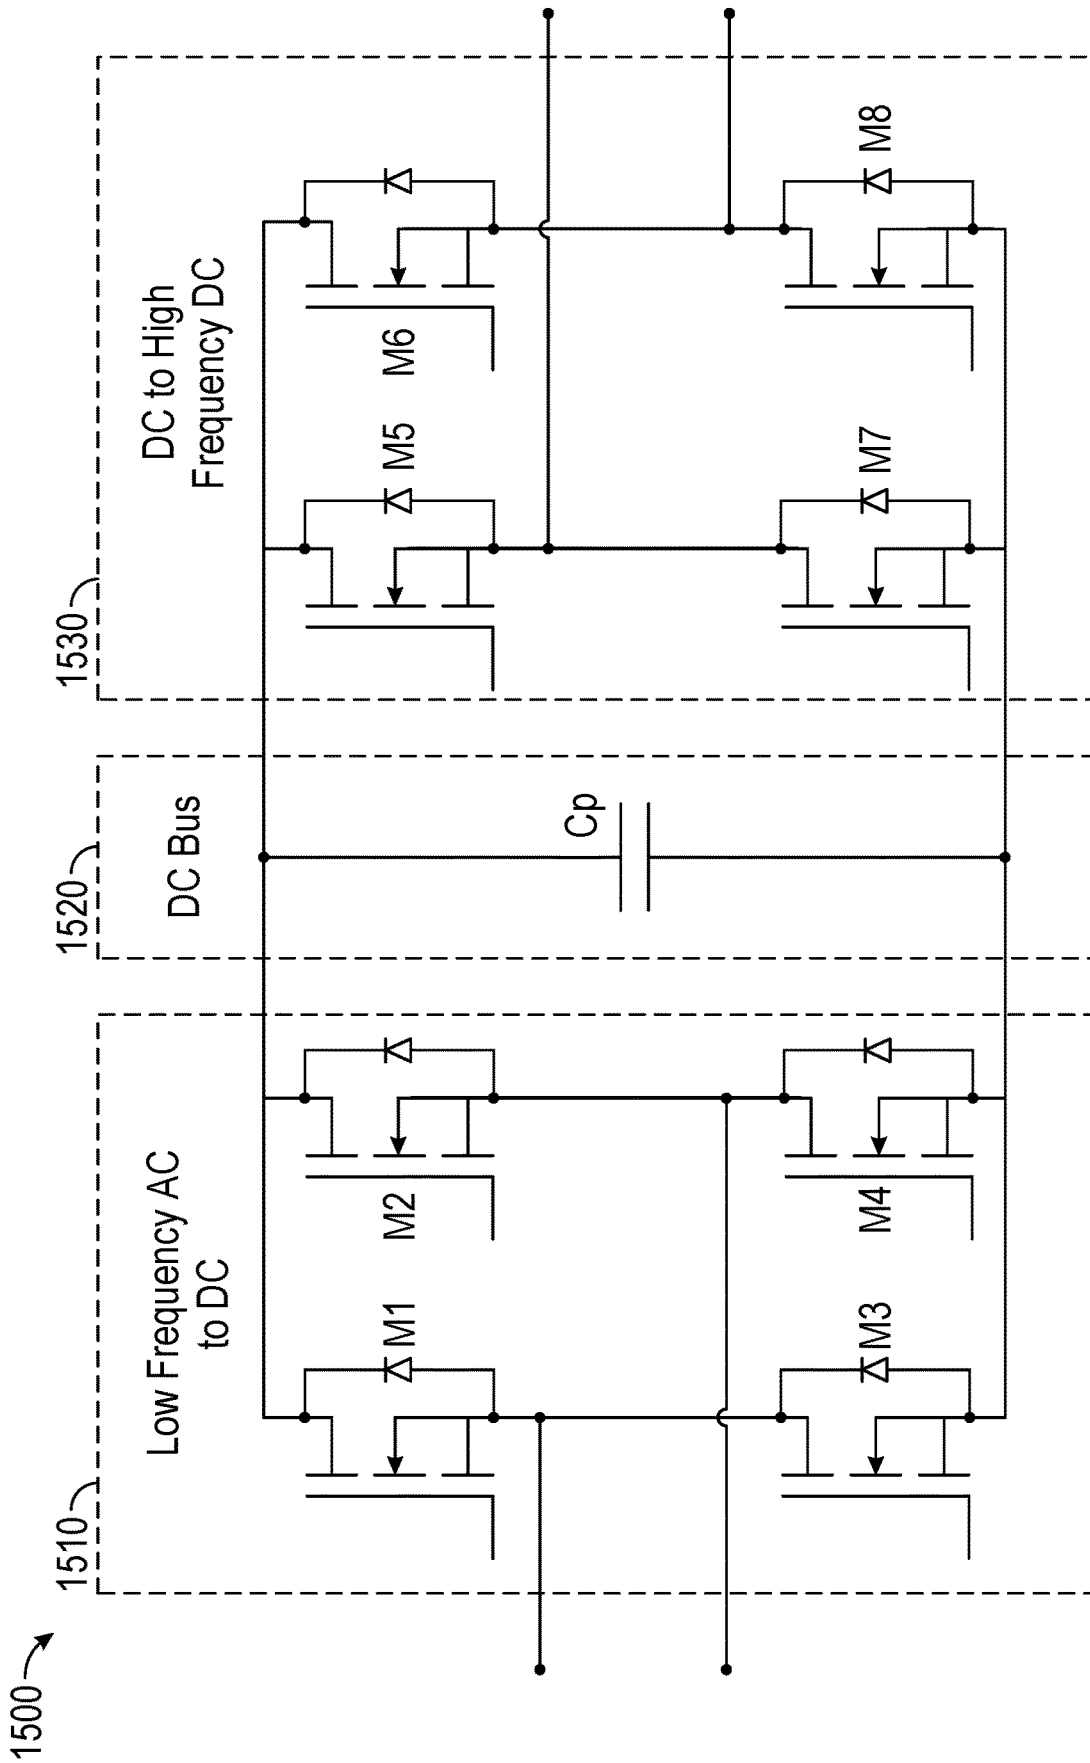 1500
1510
1520
1530
Low Frequency AC
to DC
DC Bus
DC to High
Frequency DC
M1
M2
M5
M6
Cp
M3
M4
M7
M8